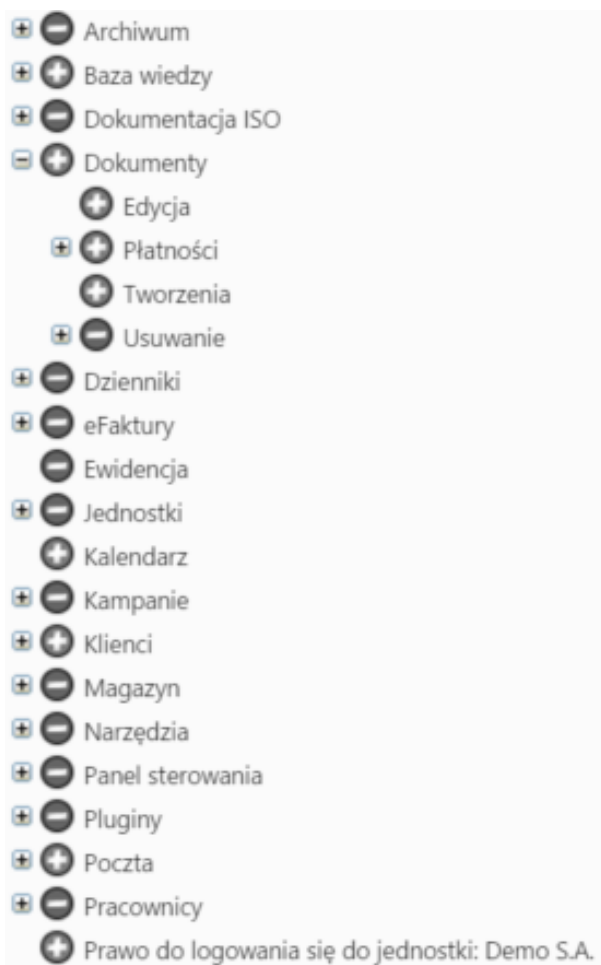 Archiwum
Baza wiedzy
Dokumentacja ISO
Dokumenty
Edycja
Płatności
Tworzenia
Usuwanie
Dzienniki
eFaktury
Ewidencja
Jednostki
Kalendarz
Kampanie
Klienci
Magazyn
Narzędzia
Panel sterowania
Pluginy
Poczta
Pracownicy
Prawo do logowania się do jednostki: Demo S.A.